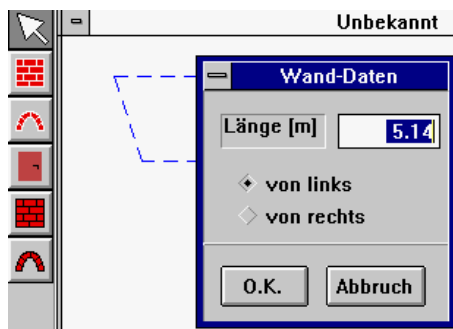 Unbekannt
Wand-Daten
Länge [m] 5.14
von links
von rechts
O.K. Abbruch